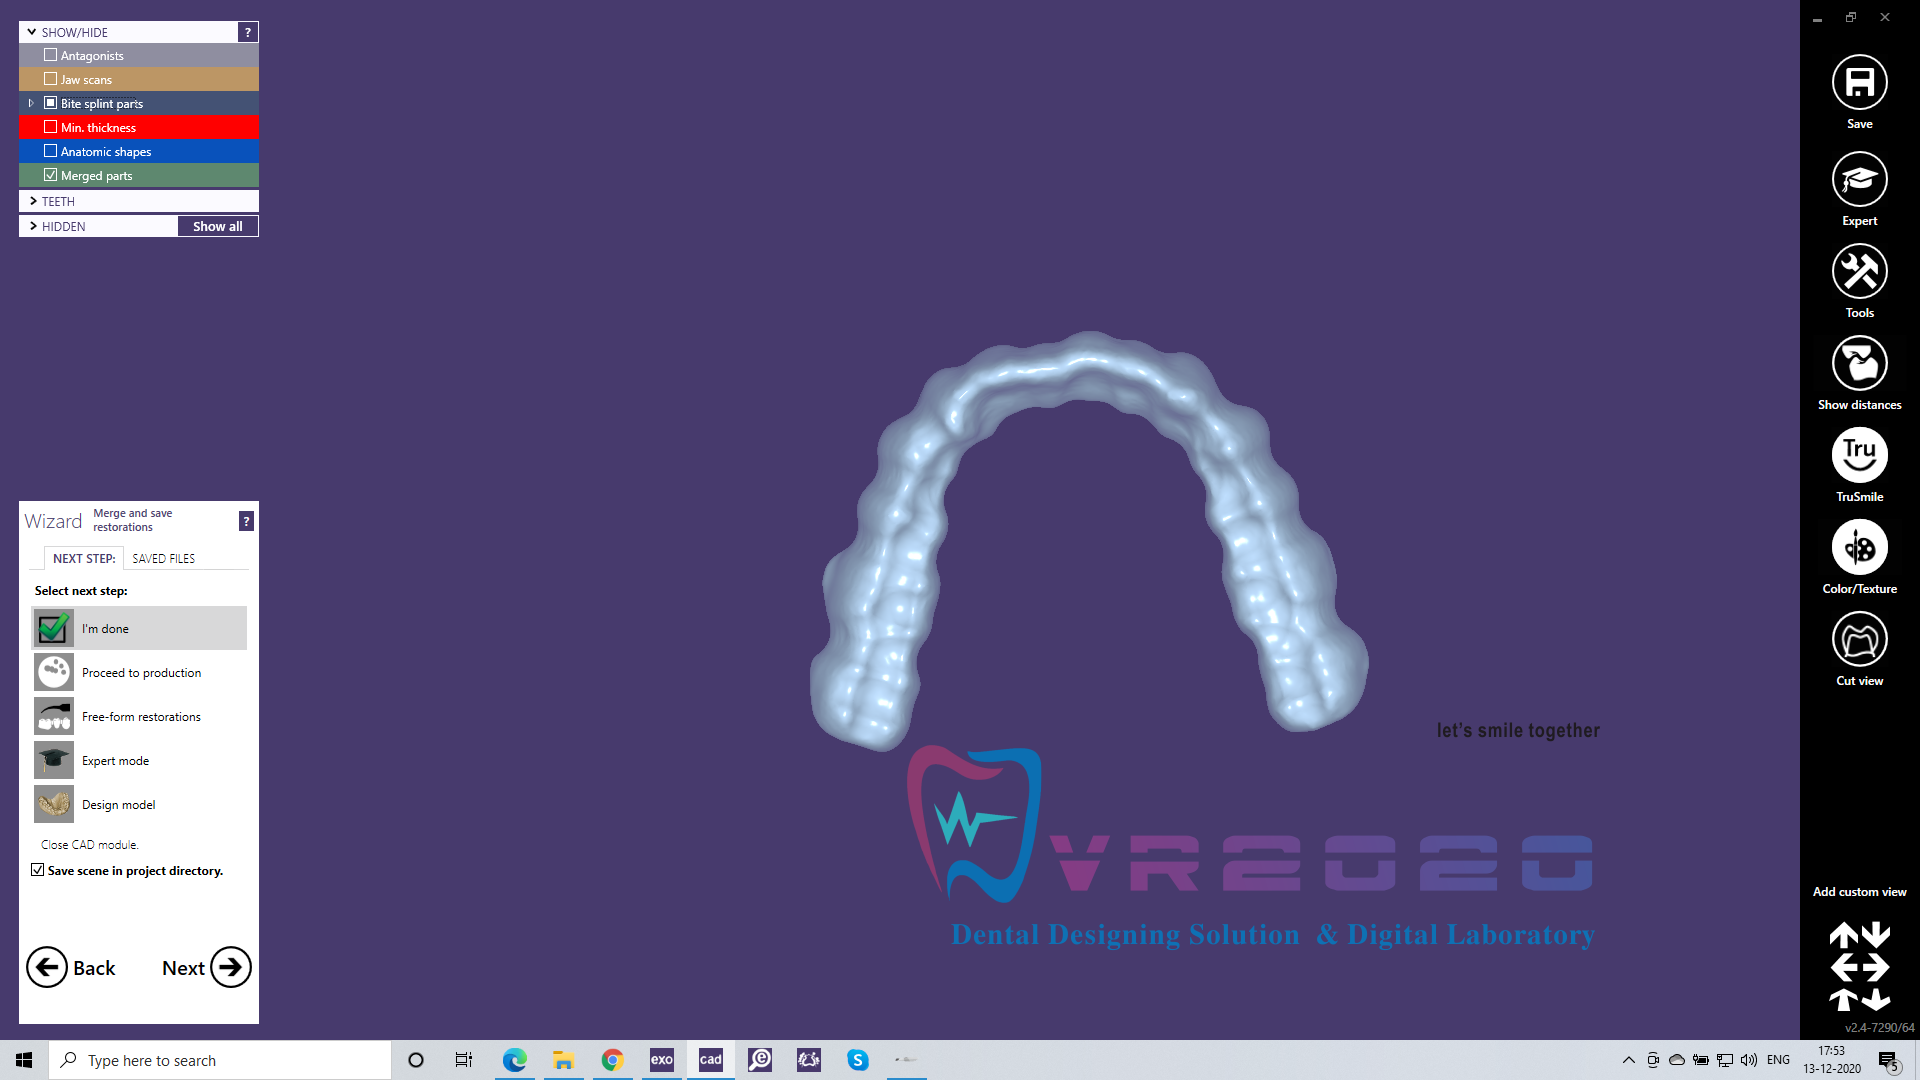 SHOW/HIDE ?
Antagonists
Jaw scans
Bite splint parts
Min. thickness
Anatomic shapes
Merged parts
TEETH
HIDDEN Show all
Wizard
Merge and save
restorations
?
NEXT STEP: SAVED FILES
Select next step:
I'm done
Proceed to production
Free-form restorations
Expert mode
Design model
Close CAD module.
Save scene in project directory.
Back Next
let's smile together
VR2020
Dental Designing Solution & Digital Laboratory
Save
Expert
Tools
Show distances
Tru
TruSmile
Color/Texture
Cut view
Add custom view
v2.4-7290/64
Type here to search
exo
cad
e
S
ENG
17:53
13-12-2020
5